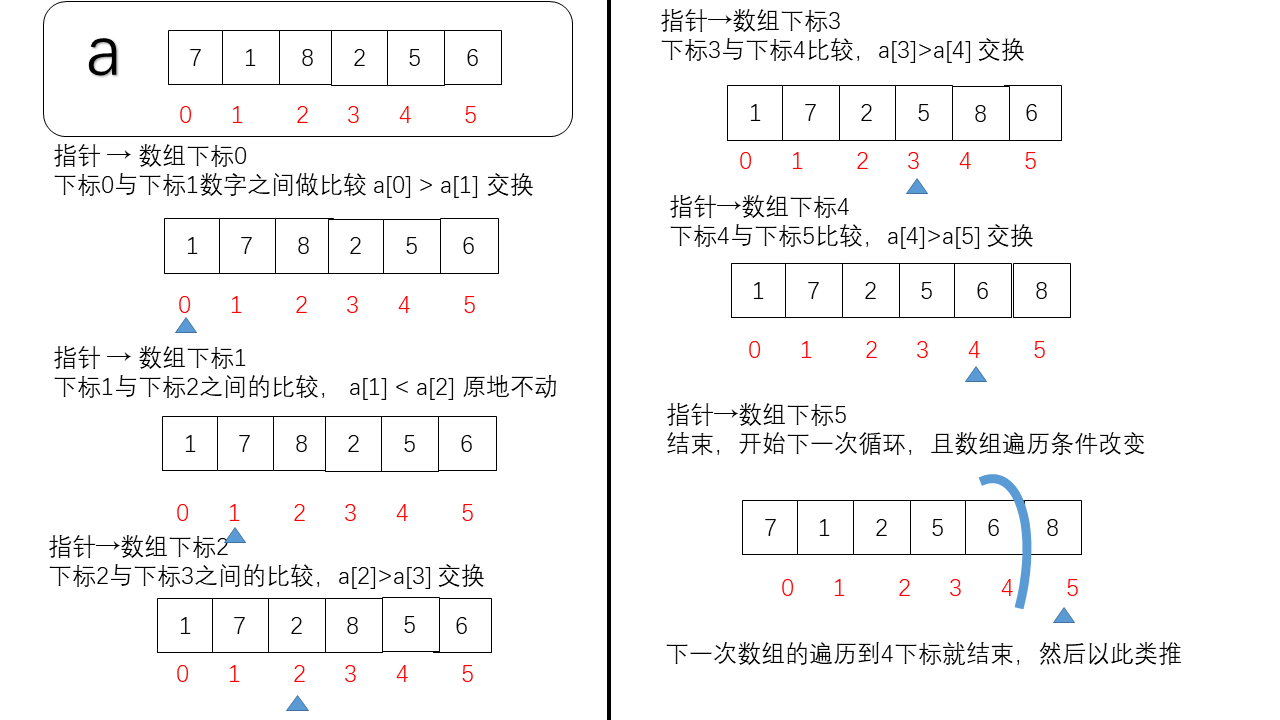 a
7 1 8 2 5 6
0 1 2 3 4 5
指针 → 数组下标0
下标0与下标1数字之间做比较 a[0] > a[1] 交换
1 7 8 2 5 6
0 1 2 3 4 5
指针 → 数组下标1
下标1与下标2之间的比较， a[1] < a[2] 原地不动
1 7 8 2 5 6
0 1 2 3 4 5
指针→数组下标2
下标2与下标3之间的比较，a[2]>a[3] 交换
1 7 2 8 5 6
0 1 2 3 4 5
指针→数组下标3
下标3与下标4比较，a[3]>a[4] 交换
1 7 2 5 8 6
0 1 2 3 4 5
指针→数组下标4
下标4与下标5比较，a[4]>a[5] 交换
1 7 2 5 6 8
0 1 2 3 4 5
指针→数组下标5
结束，开始下一次循环，且数组遍历条件改变
7 1 2 5 6 8
0 1 2 3 4 5
下一次数组的遍历到4下标就结束，然后以此类推